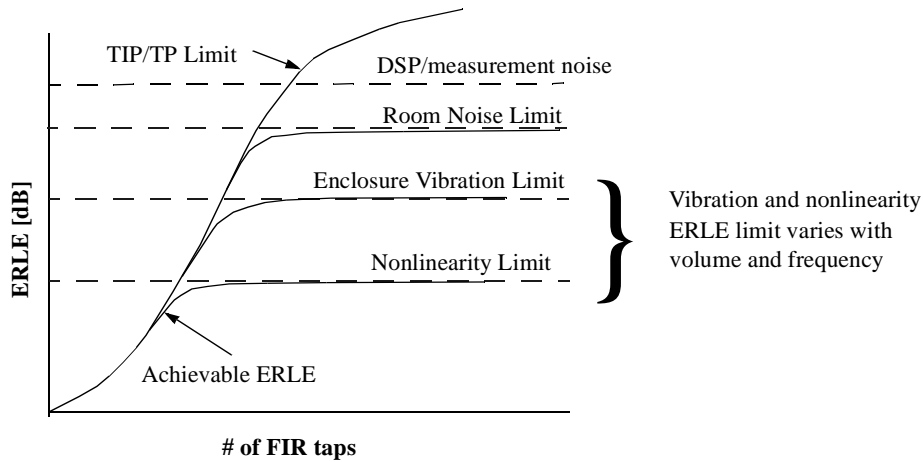 TIP/TP Limit
DSP/measurement noise
Room Noise Limit
Enclosure Vibration Limit
Nonlinearity Limit
Achievable ERLE
ERLE [dB]
# of FIR taps
Vibration and nonlinearity
ERLE limit varies with
volume and frequency